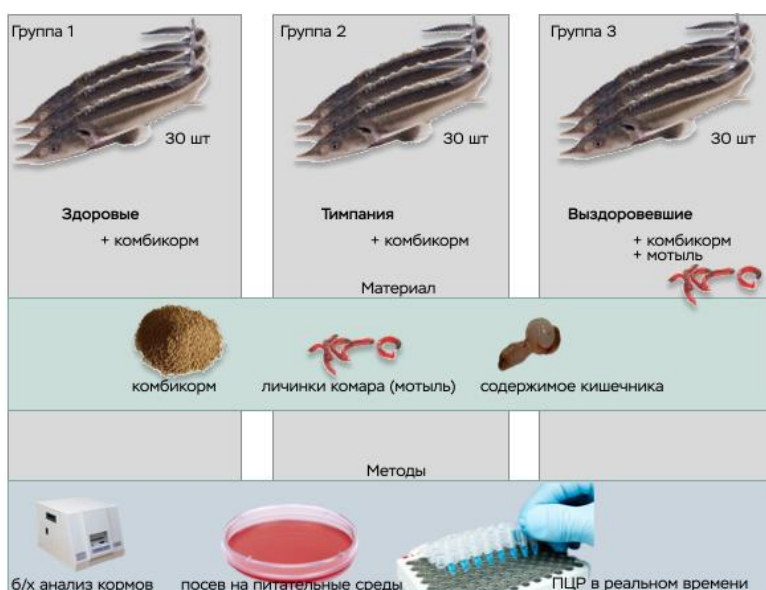 Группа 1
Группа 2
Группа 3
30 шт
30 шт
30 шт
Здоровые
Тимпания
Выздоровевшие
+ комбикорм
+ комбикорм
+ комбикорм
+ мотыль
Материал
комбикорм
личинки комара (мотыль)
содержимое кишечника
Методы
б/х анализ кормов
посев на питательные среды
ПЦР в реальном времени